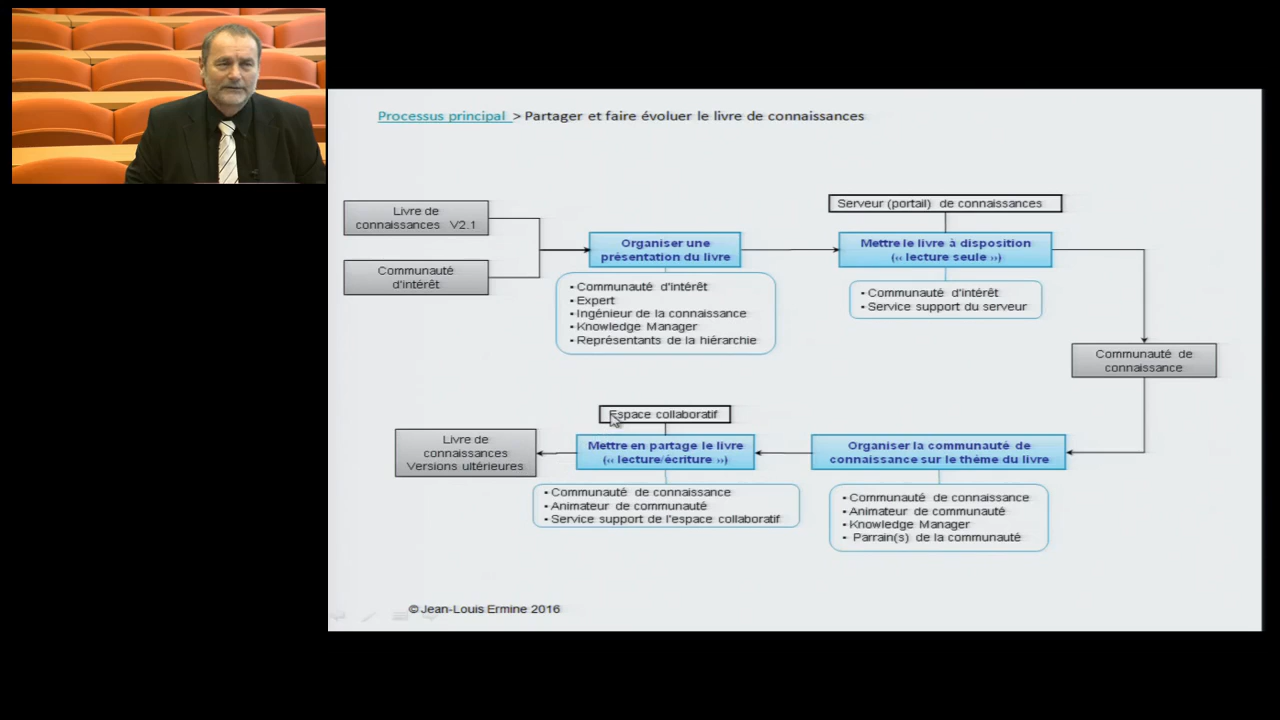 Processus principal > Partager et faire évoluer le livre de connaissances
Livre de
connaissances V2.1
Communauté
d'intérêt
Organiser une
présentation du livre
• Communauté d'intérêt
• Expert
• Ingénieur de la connaissance
• Knowledge Manager
• Représentants de la hiérarchie
Serveur (portail) de connaissances
Mettre le livre à disposition
(« lecture seule »)
• Communauté d'intérêt
• Service support du serveur
Communauté de
connaissance
Organiser la communauté de
connaissance sur le thème du livre
• Communauté de connaissance
• Animateur de communauté
• Knowledge Manager
• Parrain(s) de la communauté
Espace collaboratif
Mettre en partage le livre
(« lecture/écriture »)
• Communauté de connaissance
• Animateur de communauté
• Service support de l'espace collaboratif
Livre de
connaissances
Versions ultérieures
© Jean-Louis Ermine 2016